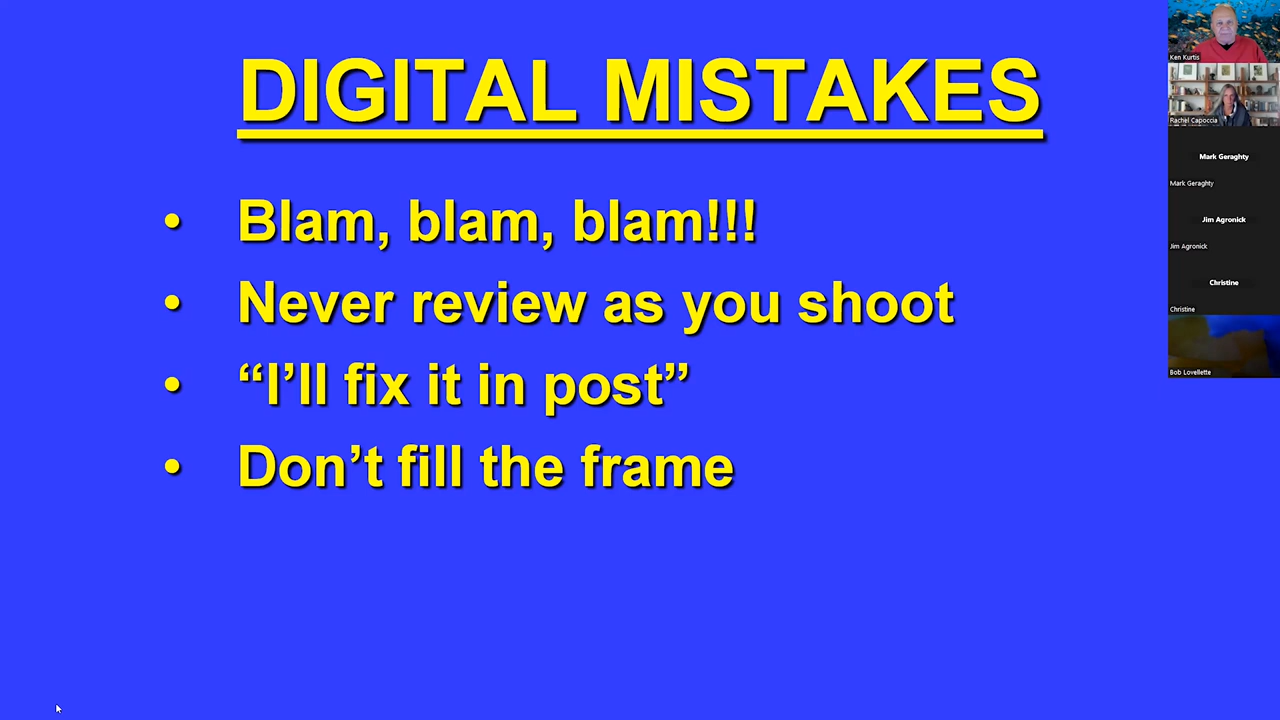 DIGITAL MISTAKES
• Blam, blam, blam!!!
• Never review as you shoot
• “I’ll fix it in post”
• Don’t fill the frame
Ken Kurtis
Rachel Capoccia
Mark Geraghty
Mark Geraghty
Jim Agronick
Jim Agronick
Christine
Christine
Bob Lovellette